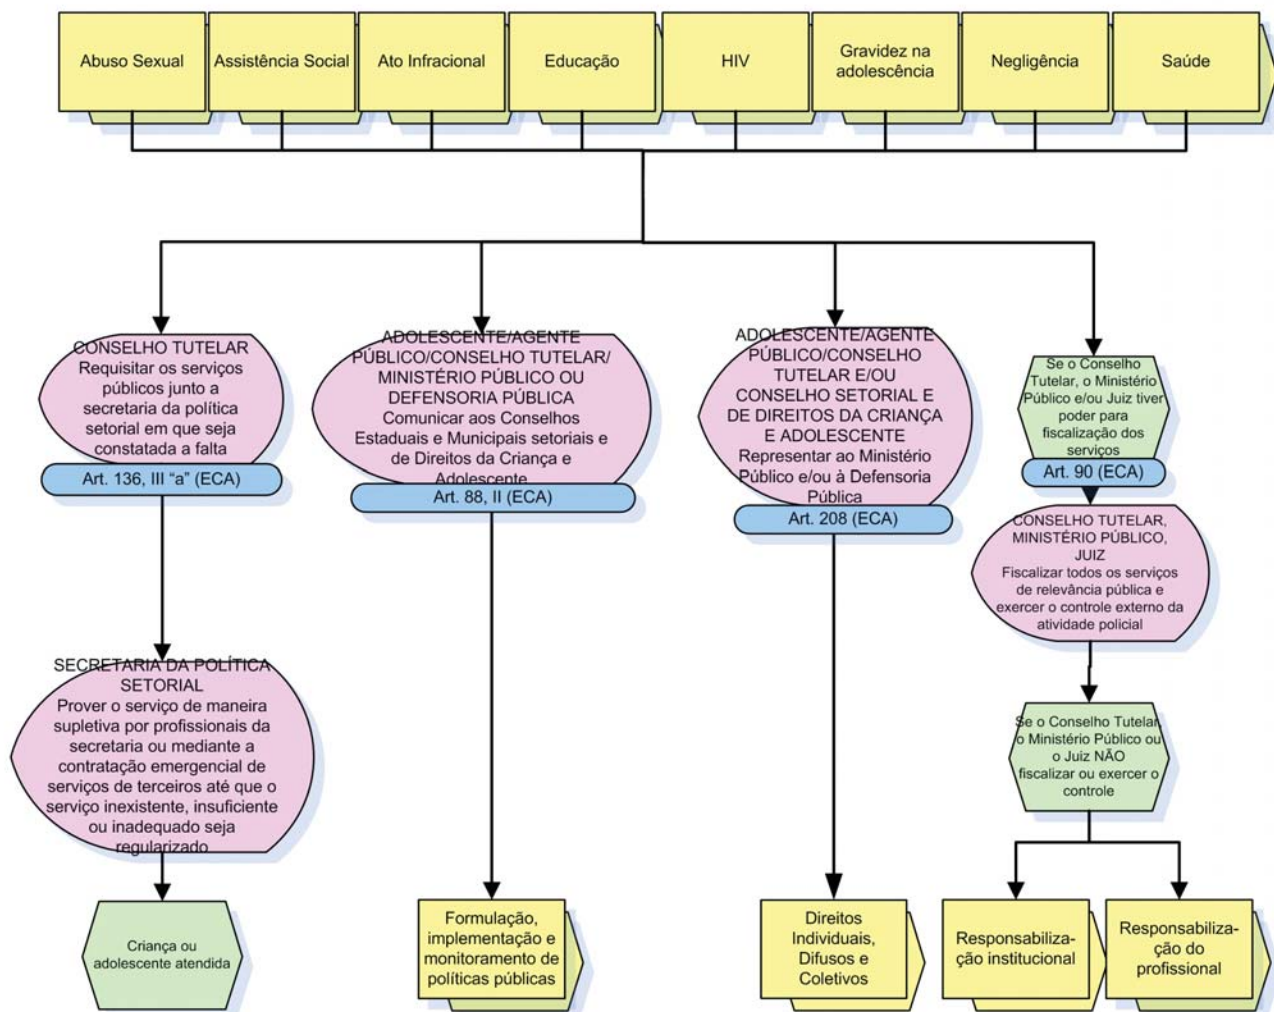 Abuso Sexual
Assistência Social
Ato Infracional
Educação
HIV
Gravidez na
adolescência
Negligência
Saúde
CONSELHO TUTELAR
Requisitar os serviços
públicos junto a
secretaria da política
setorial em que seja
constatada a falta
Art. 136, III “a” (ECA)
ADOLESCENTE/AGENTE
PÚBLICO/CONSELHO TUTELAR/
MINISTÉRIO PÚBLICO OU
DEFENSORIA PÚBLICA
Comunicar aos Conselhos
Estaduais e Municipais setoriais e
de Direitos da Criança e
Adolescente
Art. 88, II (ECA)
ADOLESCENTE/AGENTE
PÚBLICO/CONSELHO
TUTELAR E/OU
CONSELHO SETORIAL E
DE DIREITOS DA CRIANÇA
E ADOLESCENTE
Representar ao Ministério
Público e/ou à Defensoria
Pública
Art. 208 (ECA)
Se o Conselho
Tutelar, o Ministério
Público e/ou Juiz tiver
poder para
fiscalização dos
serviços
Art. 90 (ECA)
CONSELHO TUTELAR,
MINISTÉRIO PÚBLICO,
JUIZ
Fiscalizar todos os serviços
de relevância pública e
exercer o controle externo da
atividade policial
SECRETARIA DA POLÍTICA
SETORIAL
Prover o serviço de maneira
supletiva por profissionais da
secretaria ou mediante a
contratação emergencial de
serviços de terceiros até que o
serviço inexistente, insuficiente
ou inadequado seja
regularizado
Se o Conselho Tutelar,
o Ministério Público ou
o Juiz NÃO
fiscalizar ou exercer o
controle
Criança ou
adolescente atendida
Formulação,
implementação e
monitoramento de
políticas públicas
Direitos
Individuais,
Difusos e
Coletivos
Responsabiliza-
ção institucional
Responsabiliza-
ção do
profissional